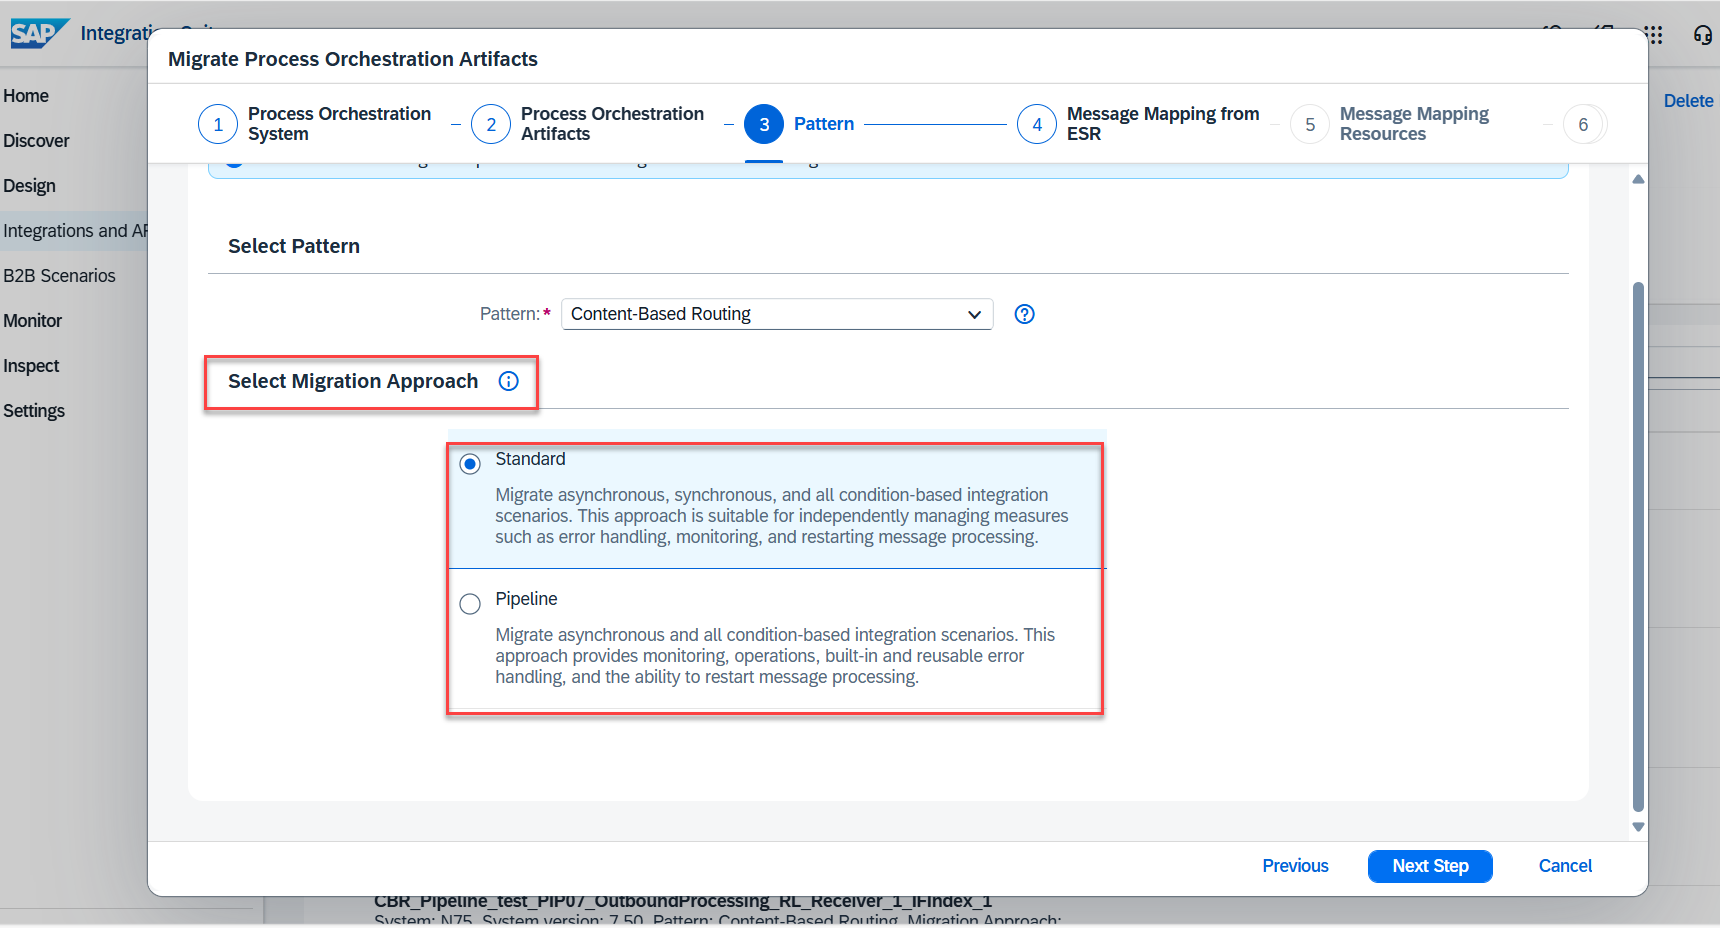 SAP
Migrate Process Orchestration Artifacts
1
Process Orchestration
System
2
Process Orchestration
Artifacts
3
Pattern
4
Message Mapping from
ESR
5
Message Mapping
Resources
6
Delete
Home
Discover
Design
Integrations and
B2B Scenarios
Monitor
Inspect
Settings
Select Pattern
Pattern:*
Content-Based Routing
Select Migration Approach
Standard
Migrate asynchronous, synchronous, and all condition-based integration
scenarios. This approach is suitable for independently managing measures
such as error handling, monitoring, and restarting message processing.
Pipeline
Migrate asynchronous and all condition-based integration scenarios. This
approach provides monitoring, operations, built-in and reusable error
handling, and the ability to restart message processing.
Previous
Next Step
Cancel
CBR_Pipeline_test_PIP07_OutboundProcessing_RL_Receiver_1_IFIndex_1
System: N75, System version: 7.50, Pattern: Content-Based Routing, Migration Approach: